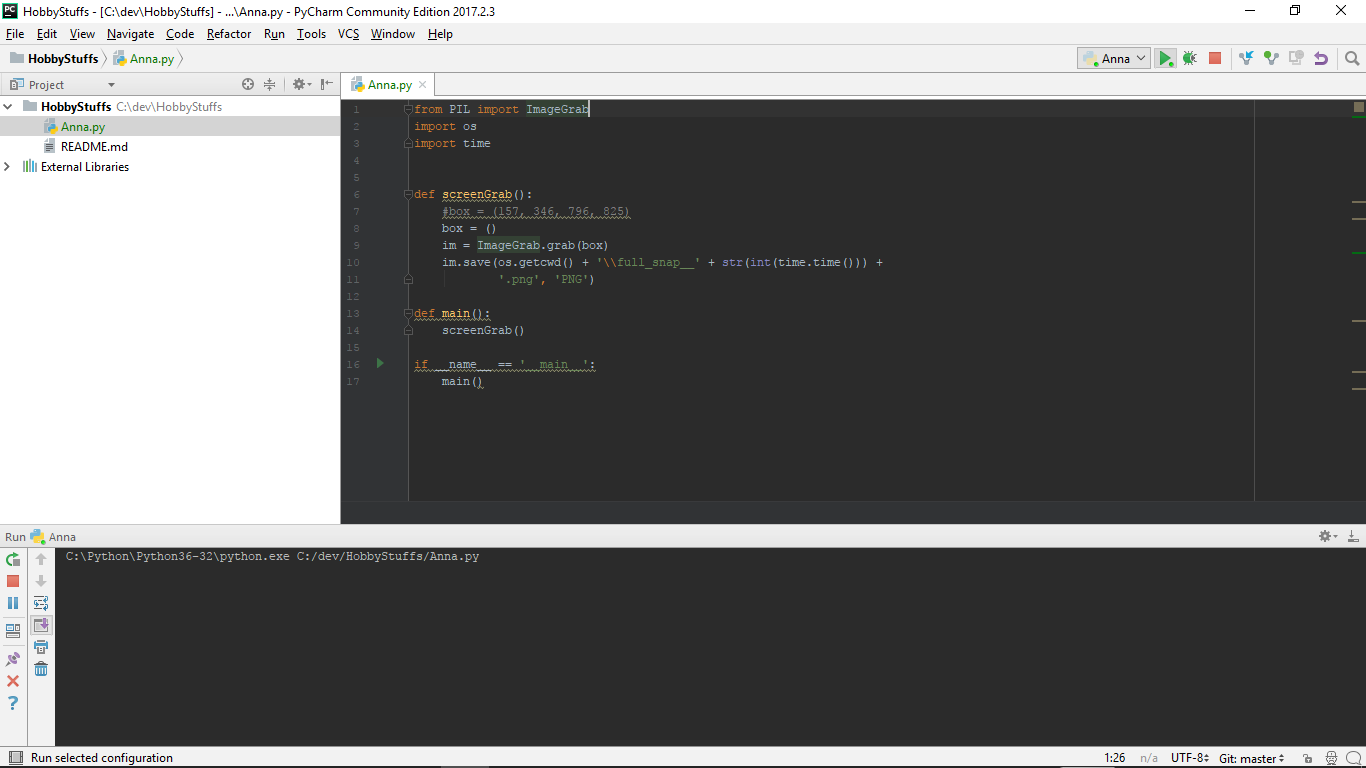 HobbyStuffs - [C:\dev\HobbyStuffs] - ...\Anna.py - PyCharm Community Edition 2017.2.3
File Edit View Navigate Code Refactor Run Tools VCS Window Help
HobbyStuffs Anna.py Anna
Project Anna.py
HobbyStuffs C:\dev\HobbyStuffs
Anna.py
README.md
External Libraries
1 from PIL import ImageGrab
2 import os
3 import time
4
5
6 def screenGrab():
7 #box = (157, 346, 796, 825)
8 box = ()
9 im = ImageGrab.grab(box)
10 im.save(os.getcwd() + '\\full_snap__' + str(int(time.time())) +
11 '.png', 'PNG')
12
13 def main():
14 screenGrab()
15
16 if __name__ == '__main__':
17 main()
Run Anna
C:\Python\Python36-32\python.exe C:/dev/HobbyStuffs/Anna.py
Run selected configuration 1:26 n/a UTF-8 Git: master